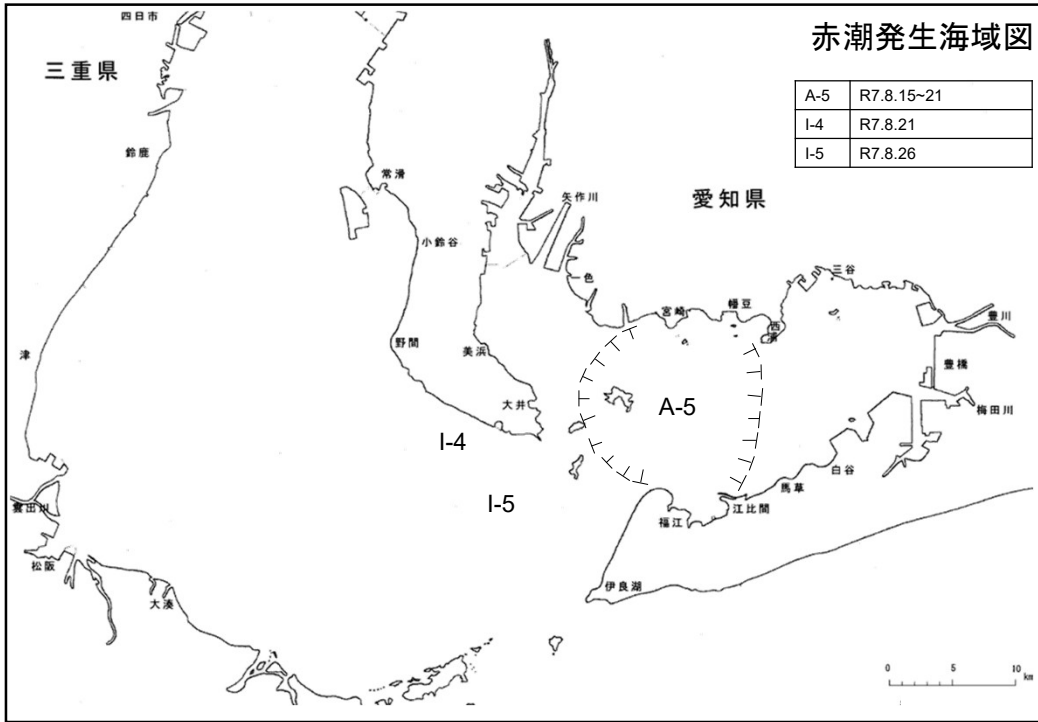 赤潮発生海域図
A-5 R7.8.15~21
I-4 R7.8.21
I-5 R7.8.26
四日市
三重県
鈴鹿
常滑
矢作川
愛知県
小鈴谷
一色
三谷
宮崎
幡豆
西浦
豊川
野間
美浜
津
豊橋
大井
A-5
梅田川
I-4
白谷
馬草
I-5
江比間
雲出川
福江
松阪
伊良湖
大湊
0 5 10
km